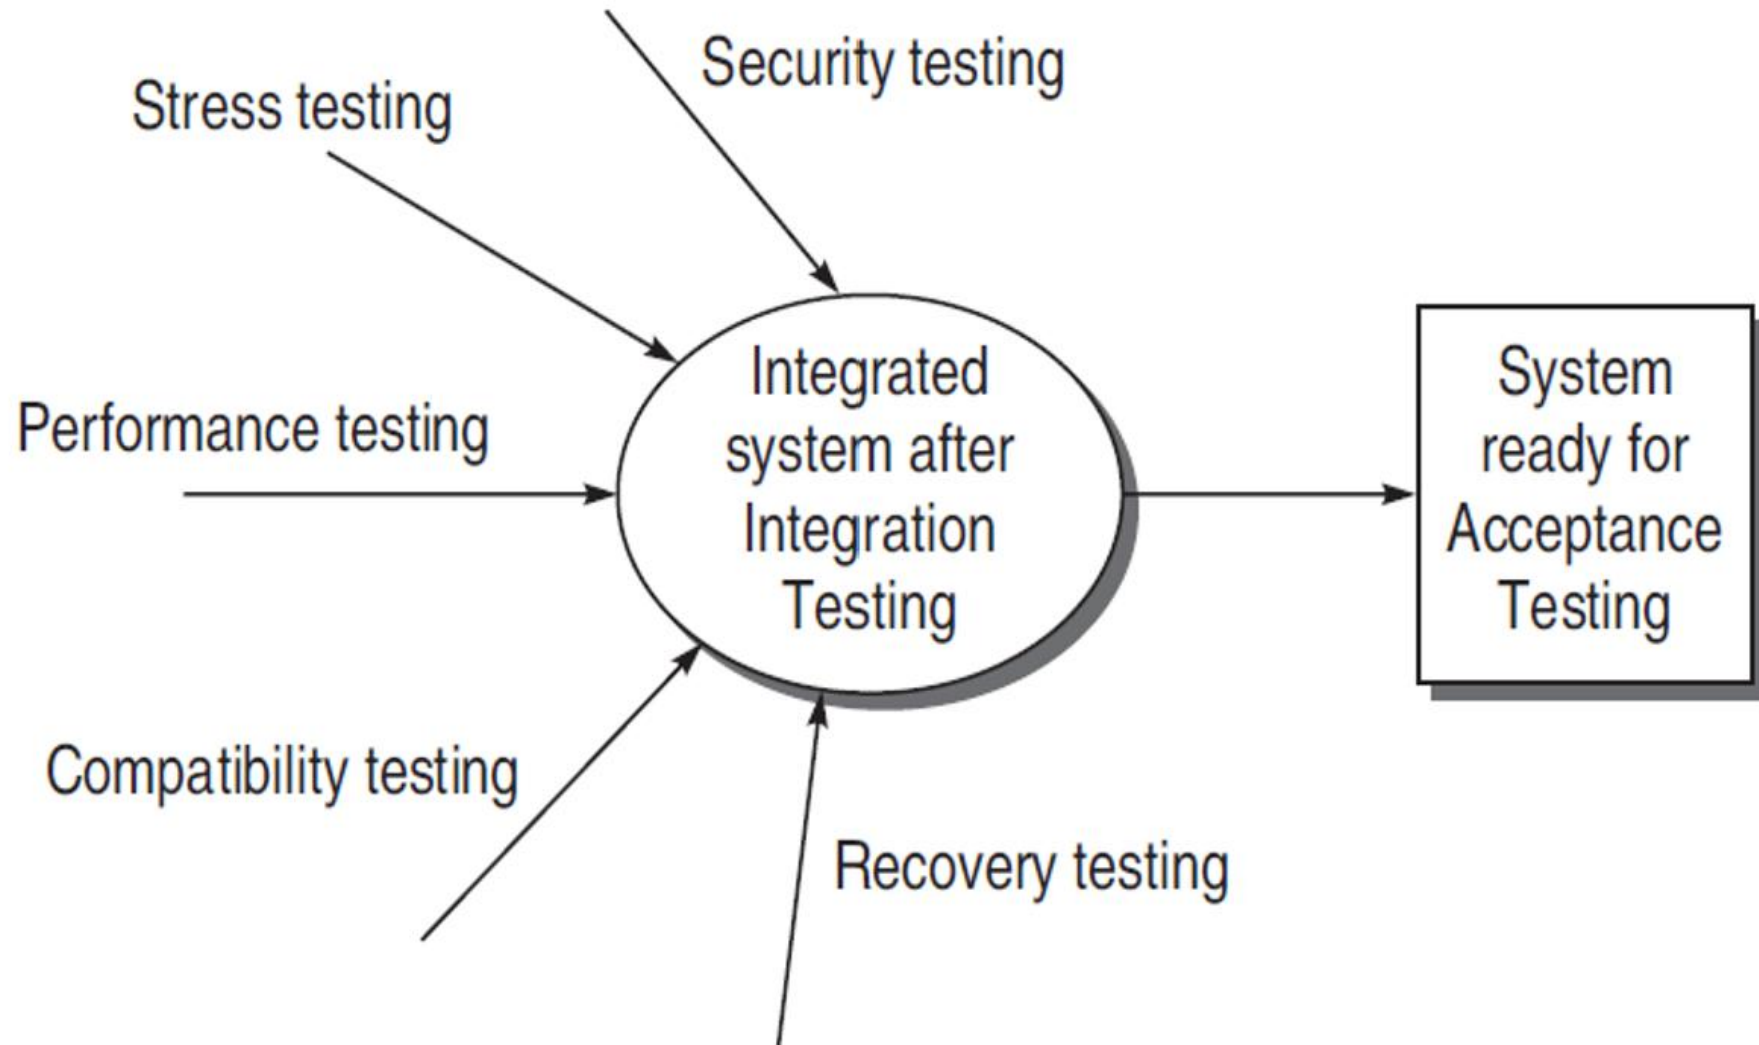 Security testing
Stress testing
Performance testing
Compatibility testing
Recovery testing
Integrated
system after
Integration
Testing
System
ready for
Acceptance
Testing